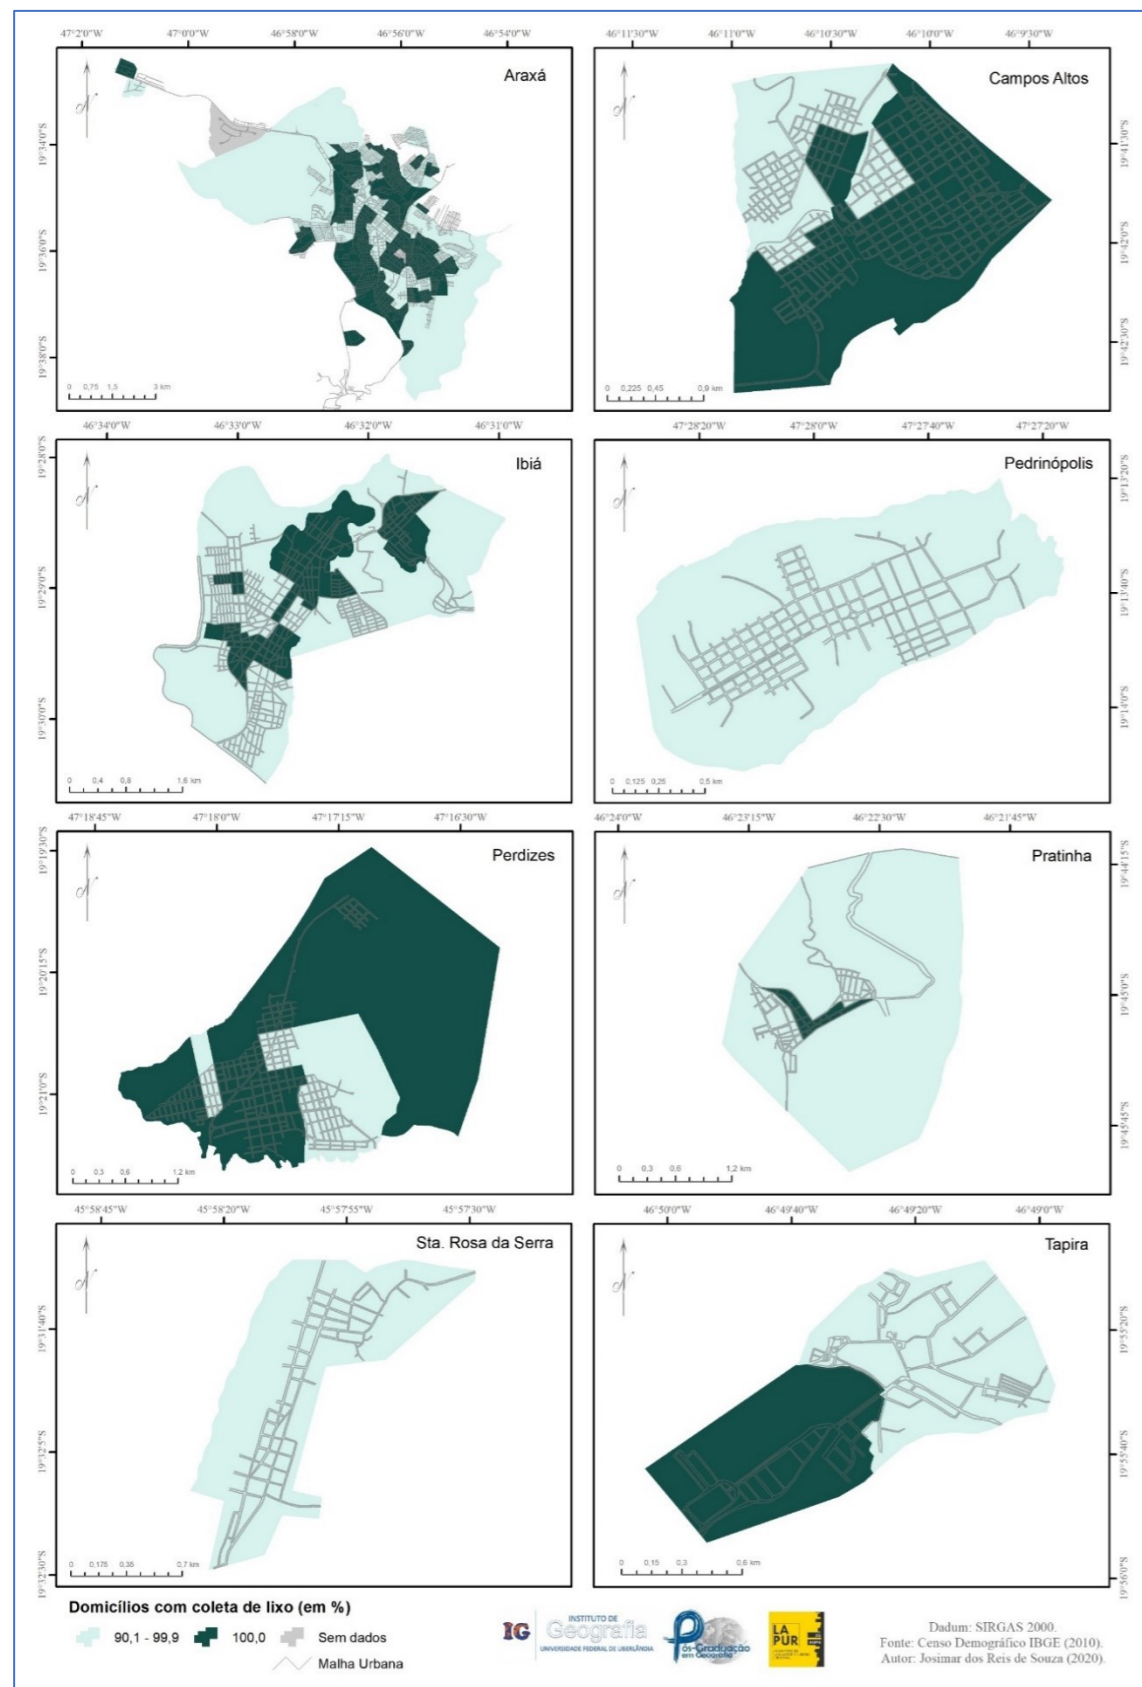 47°2'0"W 47°0'0"W 46°58'0"W 46°56'0"W 46°54'0"W
Araxá
19°34'0"S
19°36'0"S
19°38'0"S
0 0,75 1,5 3 km
46°11'30"W 46°11'0"W 46°10'30"W 46°10'0"W 46°9'30"W
Campos Altos
19°41'30"S
19°42'0"S
19°42'30"S
0 0,225 0,45 0,9 km
46°34'0"W 46°33'0"W 46°32'0"W 46°31'0"W
Ibiá
19°28'0"S
19°29'0"S
19°30'0"S
0 0,4 0,8 1,6 km
47°28'20"W 47°28'0"W 47°27'40"W 47°27'20"W
Pedrinópolis
19°13'20"S
19°13'40"S
19°14'0"S
0 0,125 0,25 0,5 km
47°18'45"W 47°18'0"W 47°17'15"W 47°16'30"W
Perdizes
19°19'30"S
19°20'15"S
19°21'0"S
0 0,3 0,6 1,2 km
46°24'0"W 46°23'15"W 46°22'30"W 46°21'45"W
Pratinha
19°45'0"S
19°45'45"S
0 0,3 0,6 1,2 km
45°58'45"W 45°58'20"W 45°57'55"W 45°57'30"W
Sta. Rosa da Serra
19°31'40"S
19°32'5"S
19°32'30"S
0 0,175 0,35 0,7 km
46°50'0"W 46°49'40"W 46°49'20"W 46°49'0"W
Tapira
19°55'20"S
19°55'40"S
19°56'0"S
0 0,15 0,3 0,6 km
Domicílios com coleta de lixo (em %)
90,1 - 99,9 100,0 Sem dados
Malha Urbana
IG
INSTITUTO DE
Geografia
UNIVERSIDADE FEDERAL DE UBERLÂNDIA
Pós-Graduação
em Geografia
LA
PUR
Dadum: SIRGAS 2000.
Fonte: Censo Demográfico IBGE (2010).
Autor: Josimar dos Reis de Souza (2020).